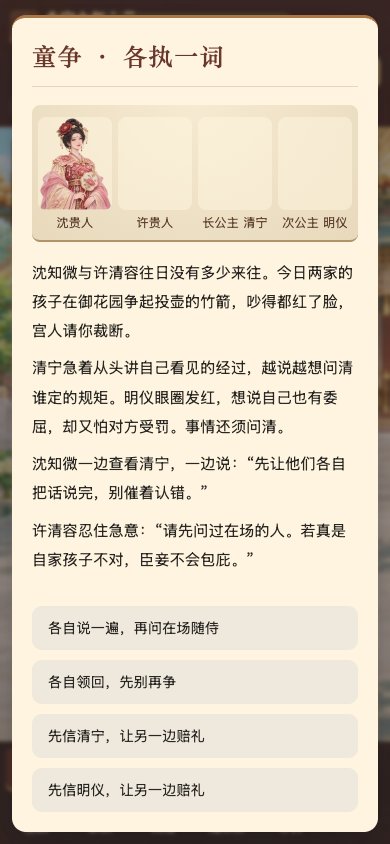 童争 · 各执一词
沈贵人
许贵人
长公主 清宁
次公主 明仪
沈知微与许清容往日没有多少来往。今日两家的
孩子在御花园争起投壶的竹箭，吵得都红了脸，
宫人请你裁断。
清宁急着从头讲自己看见的经过，越说越想问清
谁定的规矩。明仪眼圈发红，想说自己也有委
屈，却又怕对方受罚。事情还须问清。
沈知微一边查看清宁，一边说：“先让他们各自
把话说完，别催着认错。”
许清容忍住急意：“请先问过在场的人。若真是
自家孩子不对，臣妾不会包庇。”
各自说一遍，再问在场随侍
各自领回，先别再争
先信清宁，让另一边赔礼
先信明仪，让另一边赔礼